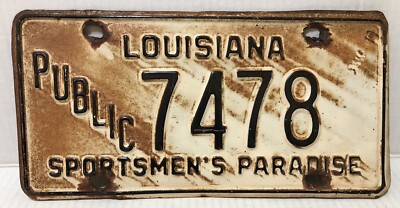 LOUISIANA
PUBLIC
7478
SPORTSMEN'S PARADISE